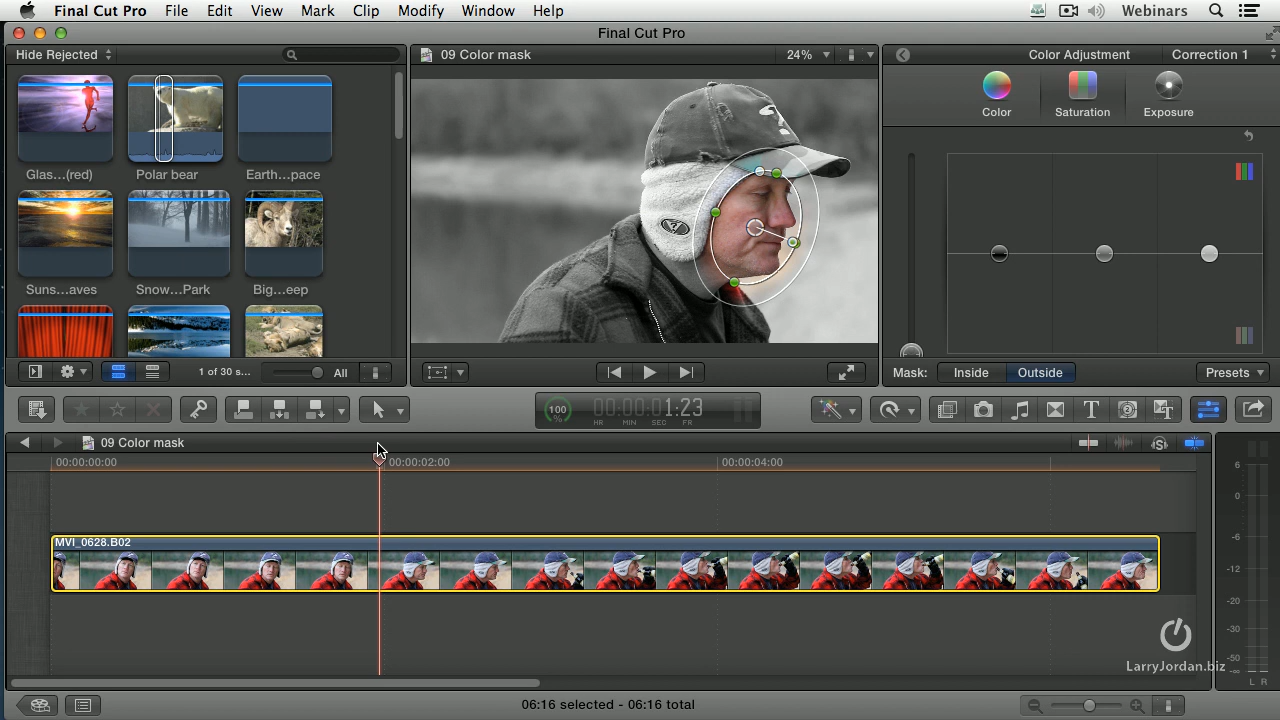 Final Cut Pro File Edit View Mark Clip Modify Window Help Webinars
Final Cut Pro
Hide Rejected
09 Color mask 24%
Color Adjustment Correction 1
Color Saturation Exposure
Glas...(red) Polar bear Earth...pace
Suns...aves Snow...Park Big...eep
1 of 30 s... All
Mask: Inside Outside Presets
100 % 00:00:01:23
HR MIN SEC FR
09 Color mask
00:00:00:00 00:00:02:00 00:00:04:00
MVI_0628.B02
6
0
-6
-12
-20
-30
-50
-∞
L R
LarryJordan.biz
06:16 selected - 06:16 total